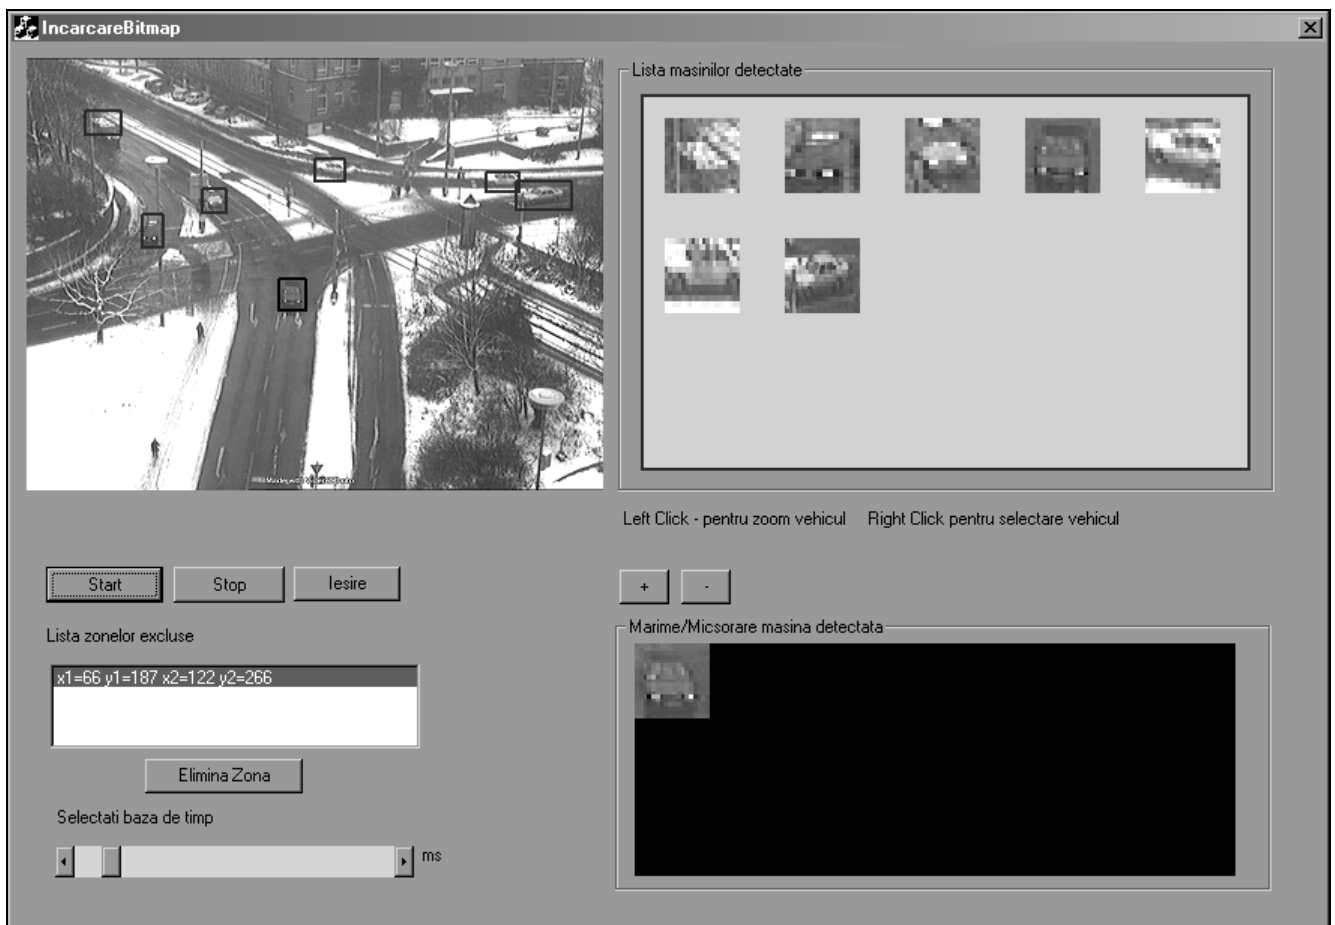 IncarcareBitmap
Lista masinilor detectate
Left Click - pentru zoom vehicul Right Click pentru selectare vehicul
Start Stop Iesire
+ -
Lista zonelor excluse
Marime/Micsorare masina detectata
x1=66 y1=187 x2=122 y2=266
Elimina Zona
Selectati baza de timp
ms